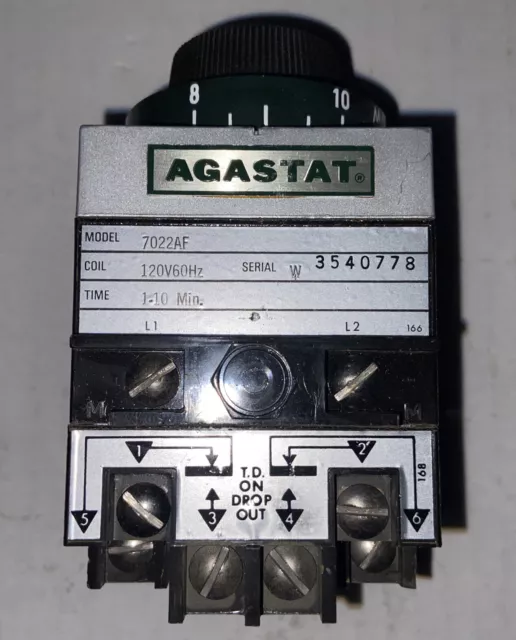 8 10
AGASTAT®
MODEL 7022AF
COIL 120V60Hz SERIAL W 3540778
TIME 1-10 Min.
L1 L2 166
M M
1 T.D. 2
ON
DROP
OUT
5 3 4 6
168